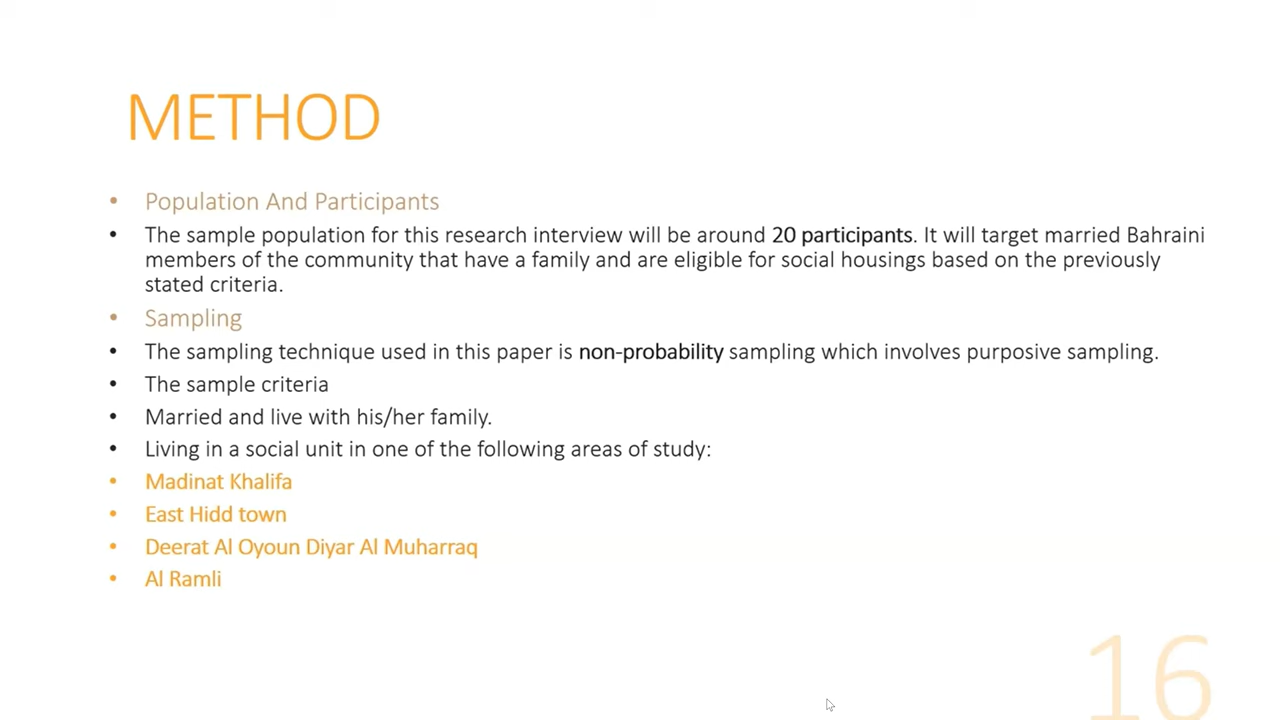 METHOD
• Population And Participants
• The sample population for this research interview will be around 20 participants. It will target married Bahraini
members of the community that have a family and are eligible for social housings based on the previously
stated criteria.
• Sampling
• The sampling technique used in this paper is non-probability sampling which involves purposive sampling.
• The sample criteria
• Married and live with his/her family.
• Living in a social unit in one of the following areas of study:
• Madinat Khalifa
• East Hidd town
• Deerat Al Oyoun Diyar Al Muharraq
• Al Ramli
16